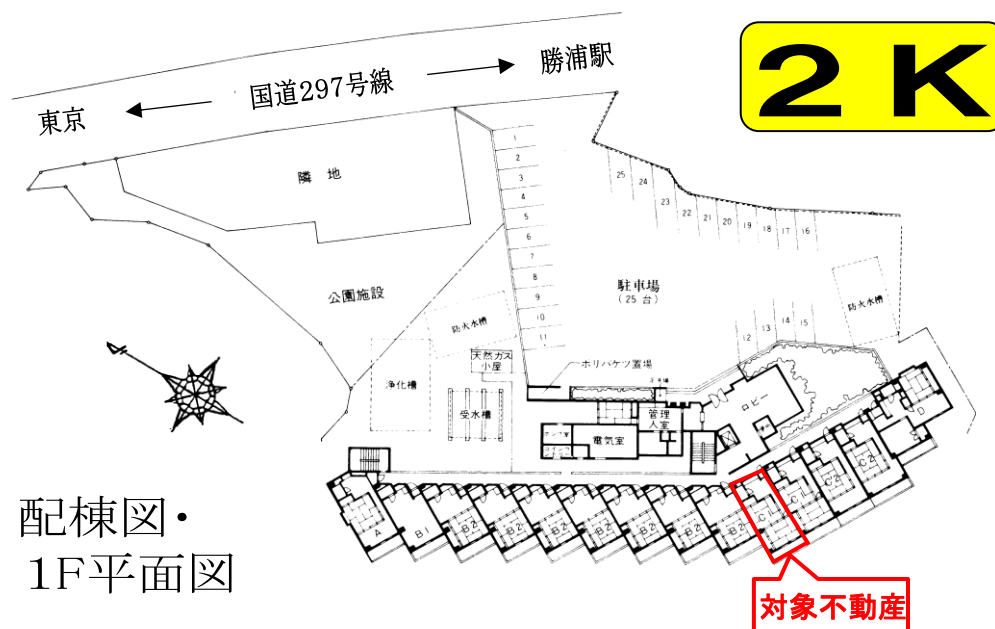 2K
東京
国道297号線
勝浦駅
隣地
公園施設
防火水槽
浄化槽
天然ガス
小屋
受水槽
1
2
3
4
5
6
7
8
9
10
11
25
24
23
22
21
20
19
18
17
16
駐車場
(25台)
12
13
14
15
防火水槽
ポリバケツ置場
ロビー
管理
人室
電気室
A
B1
B2
B2
B2
B2
B2
B2
B2
C1
C1
C2
C2
D
配棟図・
1F平面図
対象不動産